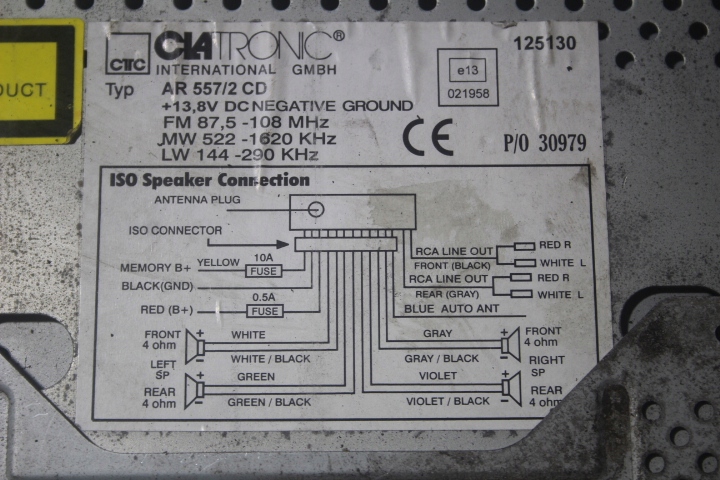 DUCT
CTC CLATRONIC®
INTERNATIONAL GMBH
Typ AR 557/2 CD
+13,8V DC NEGATIVE GROUND
FM 87,5 -108 MHz
MW 522 -1620 KHz
LW 144 -290 KHz
125130
e13
021958
CE
P/O 30979
ISO Speaker Connection
ANTENNA PLUG
ISO CONNECTOR
MEMORY B+ YELLOW 10A
FUSE
BLACK(GND)
RED (B+) 0.5A
FUSE
RCA LINE OUT RED R
FRONT (BLACK) WHITE L
RCA LINE OUT RED R
REAR (GRAY) WHITE L
BLUE AUTO ANT
FRONT
4 ohm + WHITE
- WHITE / BLACK
LEFT
SP
REAR
4 ohm + GREEN
- GREEN / BLACK
GRAY + FRONT
4 ohm
GRAY / BLACK -
RIGHT
SP
VIOLET + REAR
4 ohm
VIOLET / BLACK -